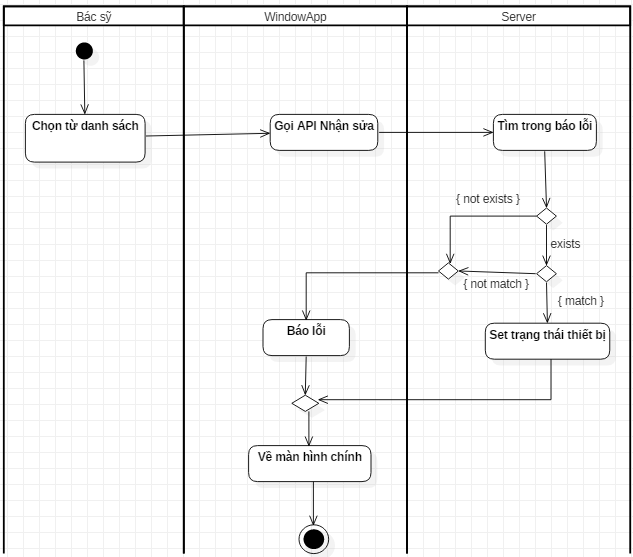 Bác sỹ
WindowApp
Server
Chọn từ danh sách
Gọi API Nhận sửa
Tìm trong báo lỗi
{ not exists }
exists
{ not match }
{ match }
Báo lỗi
Set trạng thái thiết bị
Về màn hình chính